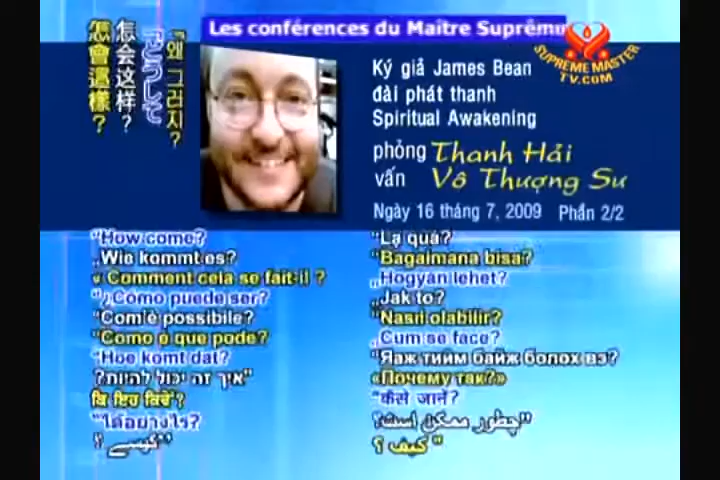 Les conférences du Maître Suprêm
SUPREME MASTER
TV.COM
怎會這樣？
怎会这样？
『どうして
『왜 그러지?
Ký giả James Bean
đài phát thanh
Spiritual Awakening
phỏng Thanh Hải
vấn Vô Thượng Sư
Ngày 16 tháng 7, 2009 Phần 2/2
“How come?
„Wie kommt es?
« Comment cela se fait-il ?
“¿Cómo puede ser?
“Com'è possibile?
“Como é que pode?
“Hoe komt dat?
איך זה יכול להיות?"
ਕਿ ਇਹ ਕਿਵੇਂ ?
"ได้อย่างไร?
“کیسے ؟
“Lạ quá?
“Bagaimana bisa?
„Hogyan lehet?
„Jak to?
“Nasıl olabilir?
„Cum se face?
“Яаж тийм байж болох вэ?
«Почему так?»
“कैसे जानें?
چطور ممکن است؟"
كيف ؟ "